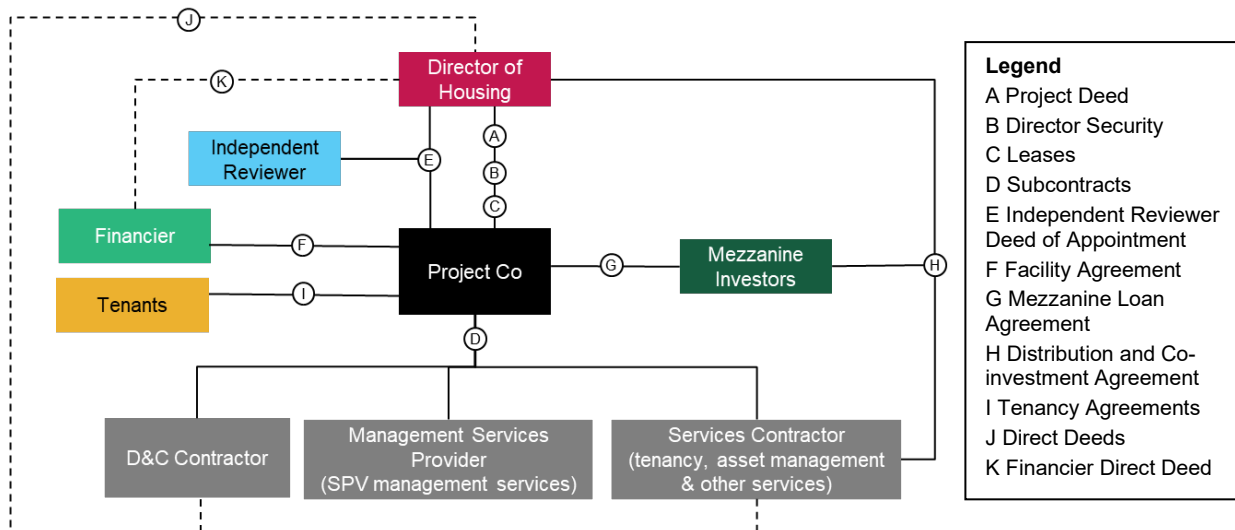 J
Director of
Housing
K
A
Independent
Reviewer
E
B
C
Financier
F
Project Co
G
Mezzanine
Investors
H
Tenants
I
D
D&C Contractor
Management Services
Provider
(SPV management services)
Services Contractor
(tenancy, asset management
& other services)
Legend
A Project Deed
B Director Security
C Leases
D Subcontracts
E Independent Reviewer
Deed of Appointment
F Facility Agreement
G Mezzanine Loan
Agreement
H Distribution and Co-
investment Agreement
I Tenancy Agreements
J Direct Deeds
K Financier Direct Deed